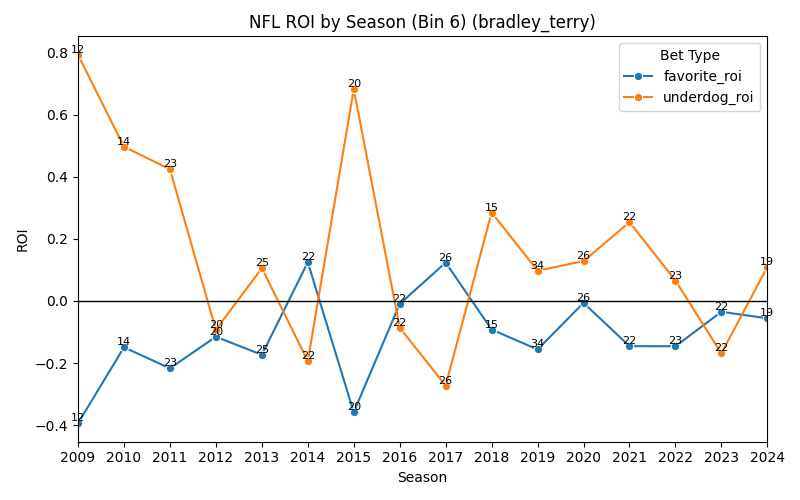 NFL ROI by Season (Bin 6) (bradley_terry)
Bet Type
favorite_roi
underdog_roi
ROI
0.8
0.6
0.4
0.2
0.0
−0.2
−0.4
12 14 23 20 25 22 20 22 26 15 34 26 22 23 22 19
12 14 23 20 25 22 20 22 26 15 34 26 22 23 22 19
2009 2010 2011 2012 2013 2014 2015 2016 2017 2018 2019 2020 2021 2022 2023 2024
Season